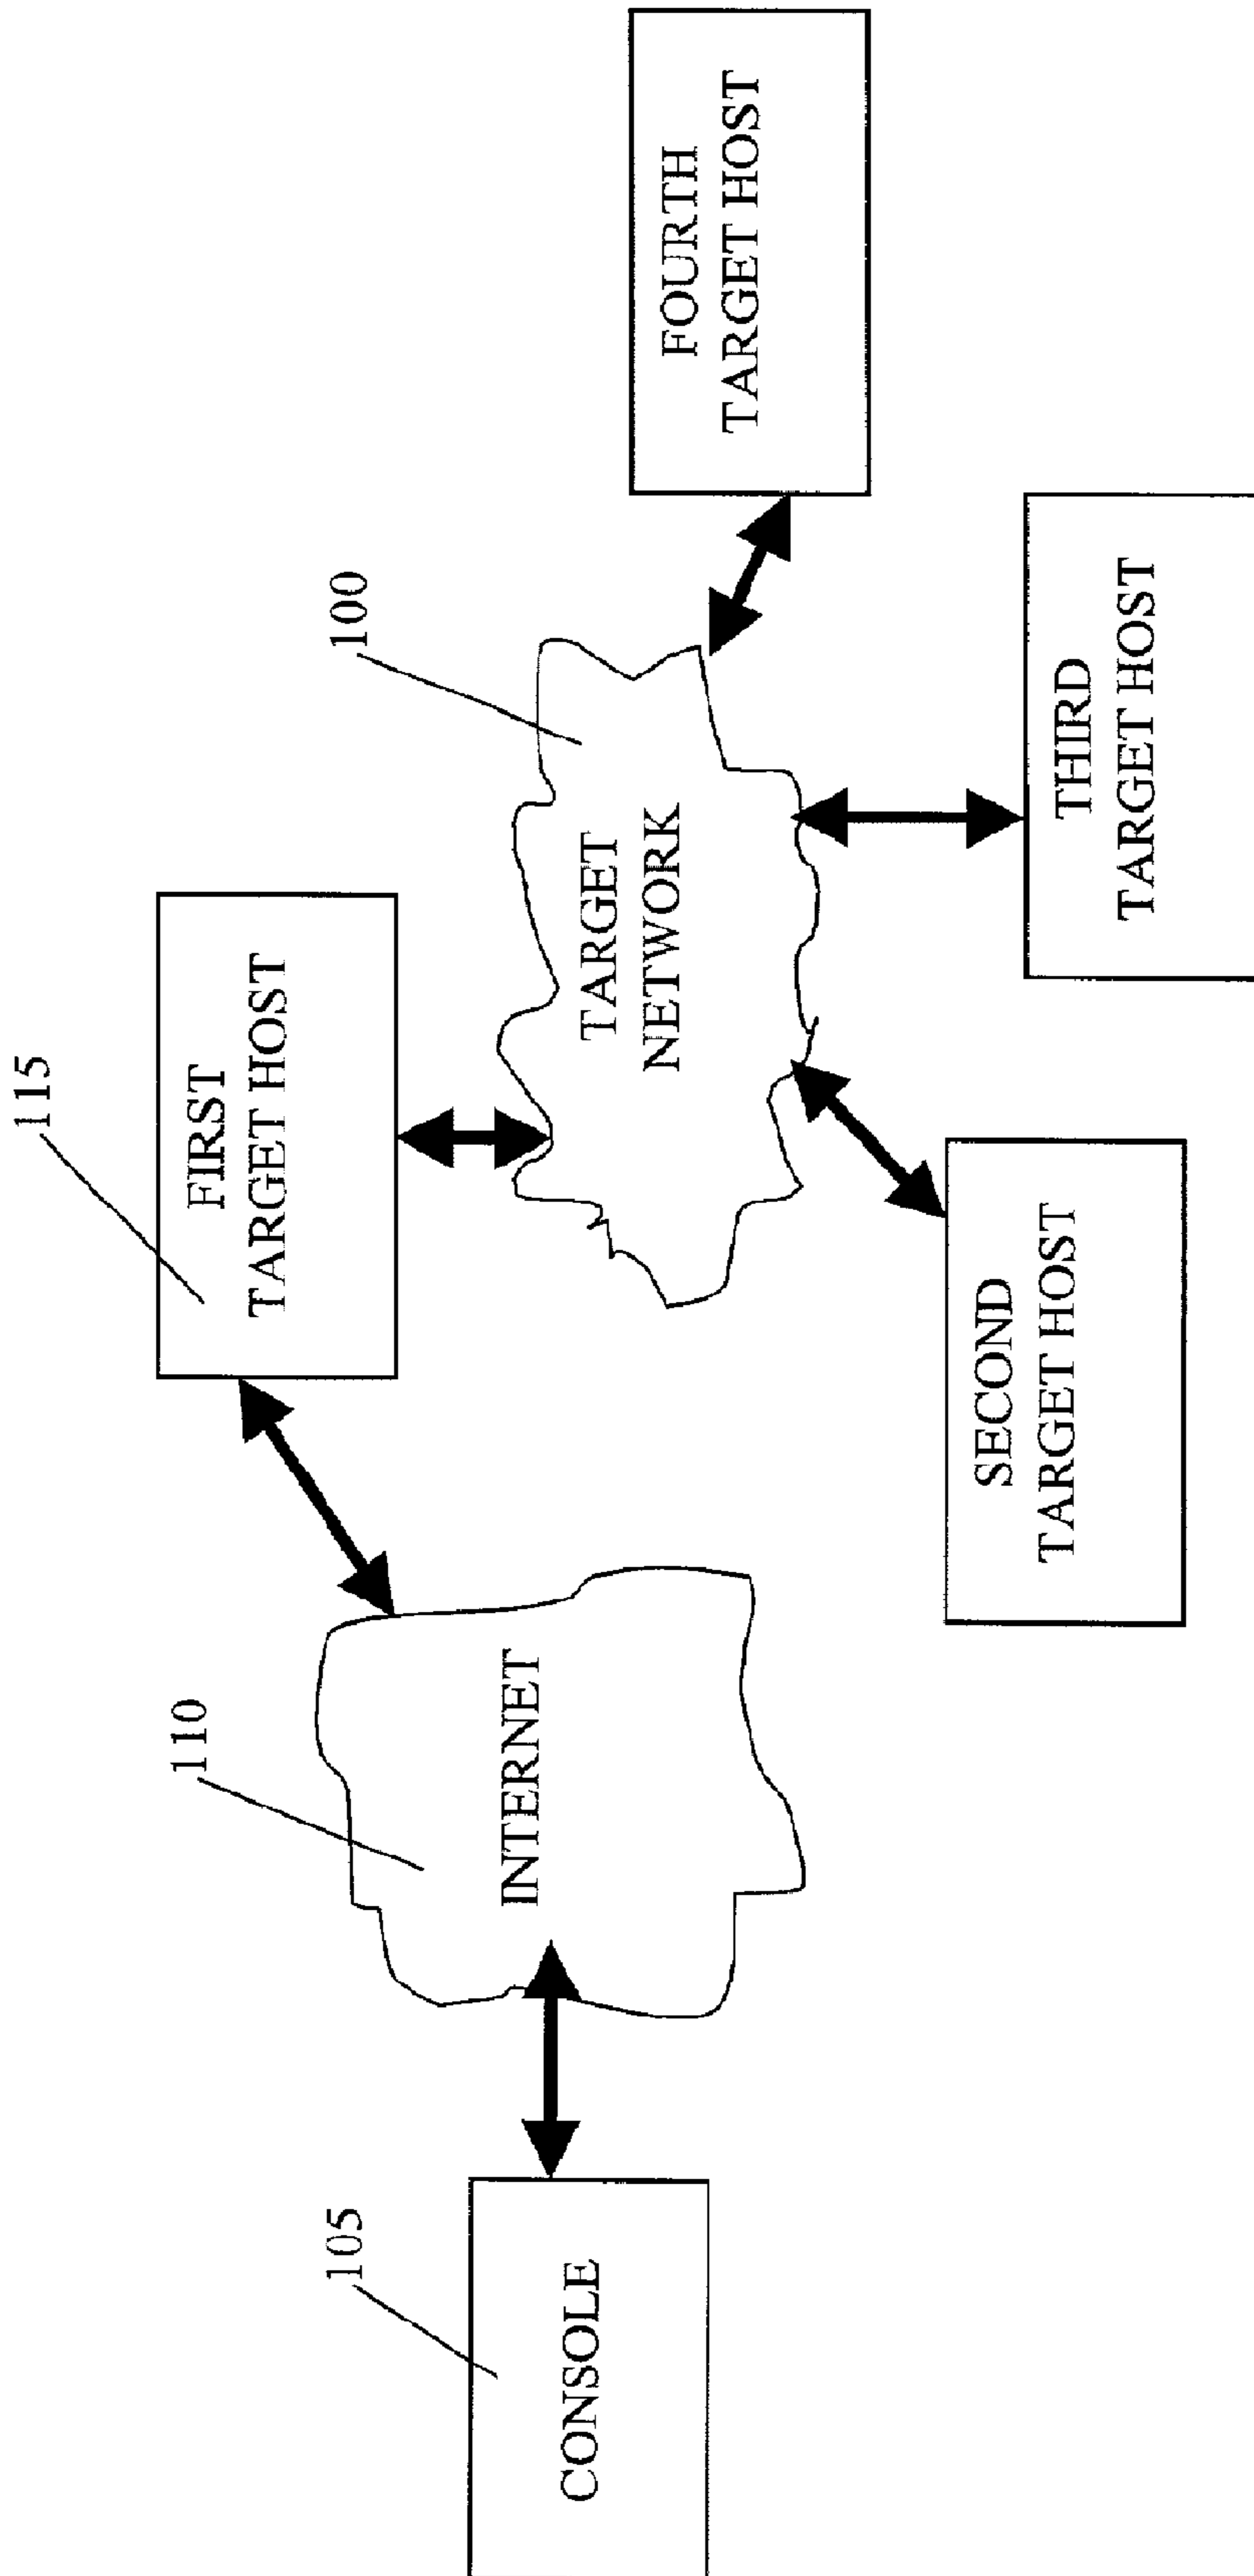 115
FIRST
TARGET HOST
100
110
105
FOURTH
TARGET HOST
TARGET
NETWORK
INTERNET
CONSOLE
THIRD
TARGET HOST
SECOND
TARGET HOST